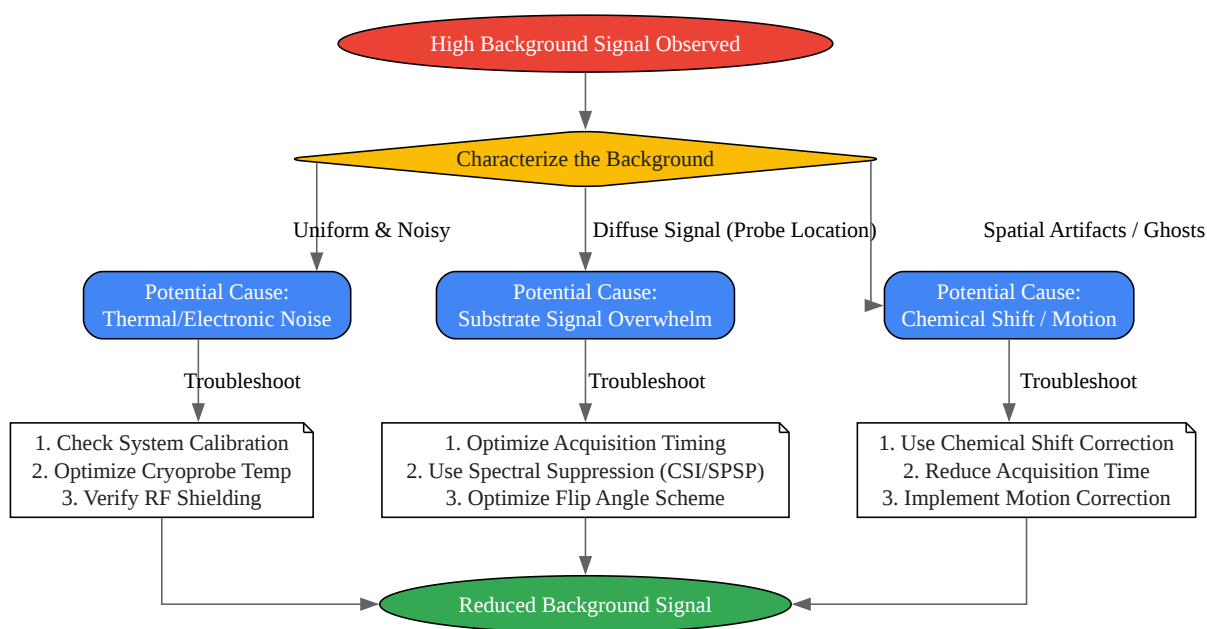 High Background Signal Observed
Characterize the Background
Uniform & Noisy
Diffuse Signal (Probe Location)
Spatial Artifacts / Ghosts
Potential Cause:
Thermal/Electronic Noise
Potential Cause:
Substrate Signal Overwhelm
Potential Cause:
Chemical Shift / Motion
Troubleshoot
Troubleshoot
Troubleshoot
1. Check System Calibration
2. Optimize Cryoprobe Temp
3. Verify RF Shielding
1. Optimize Acquisition Timing
2. Use Spectral Suppression (CSI/SPSP)
3. Optimize Flip Angle Scheme
1. Use Chemical Shift Correction
2. Reduce Acquisition Time
3. Implement Motion Correction
Reduced Background Signal